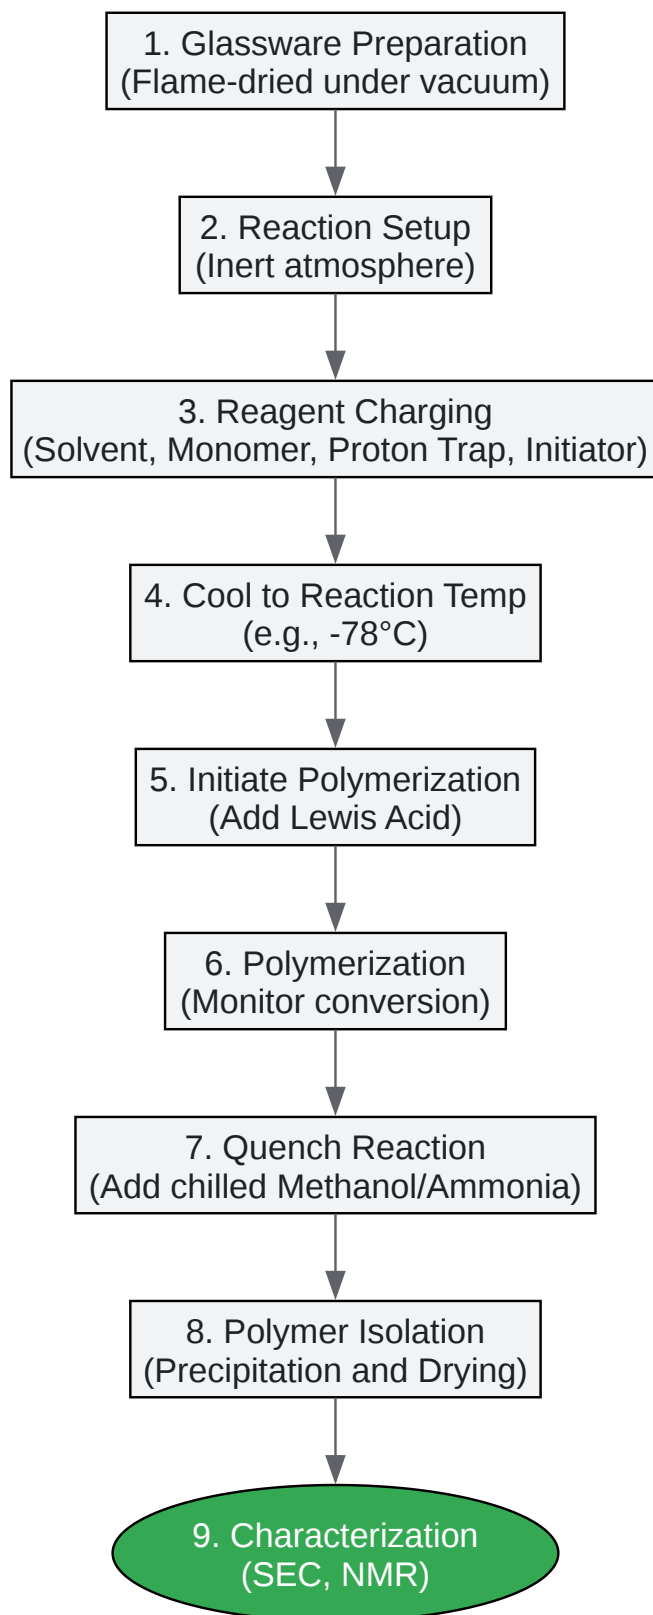 1. Glassware Preparation
(Flame-dried under vacuum)
2. Reaction Setup
(Inert atmosphere)
3. Reagent Charging
(Solvent, Monomer, Proton Trap, Initiator)
4. Cool to Reaction Temp
(e.g., -78°C)
5. Initiate Polymerization
(Add Lewis Acid)
6. Polymerization
(Monitor conversion)
7. Quench Reaction
(Add chilled Methanol/Ammonia)
8. Polymer Isolation
(Precipitation and Drying)
9. Characterization
(SEC, NMR)